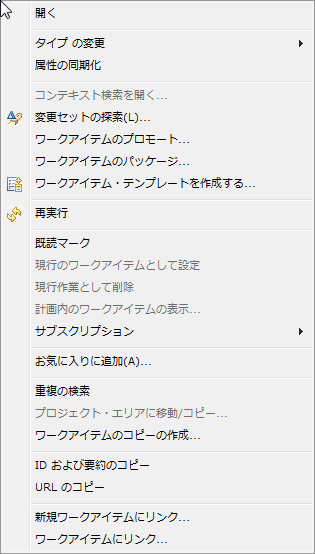 開く
タイプ の変更
属性の同期化
コンテキスト検索を開く...
変更セットの探索(L)...
ワークアイテムのプロモート...
ワークアイテムのパッケージ...
ワークアイテム・テンプレートを作成する...
再実行
既読マーク
現行のワークアイテムとして設定
現行作業として削除
計画内のワークアイテムの表示...
サブスクリプション
お気に入りに追加(A)...
重複の検索
プロジェクト・エリアに移動/コピー...
ワークアイテムのコピーの作成...
ID および要約のコピー
URL のコピー
新規ワークアイテムにリンク...
ワークアイテムにリンク...